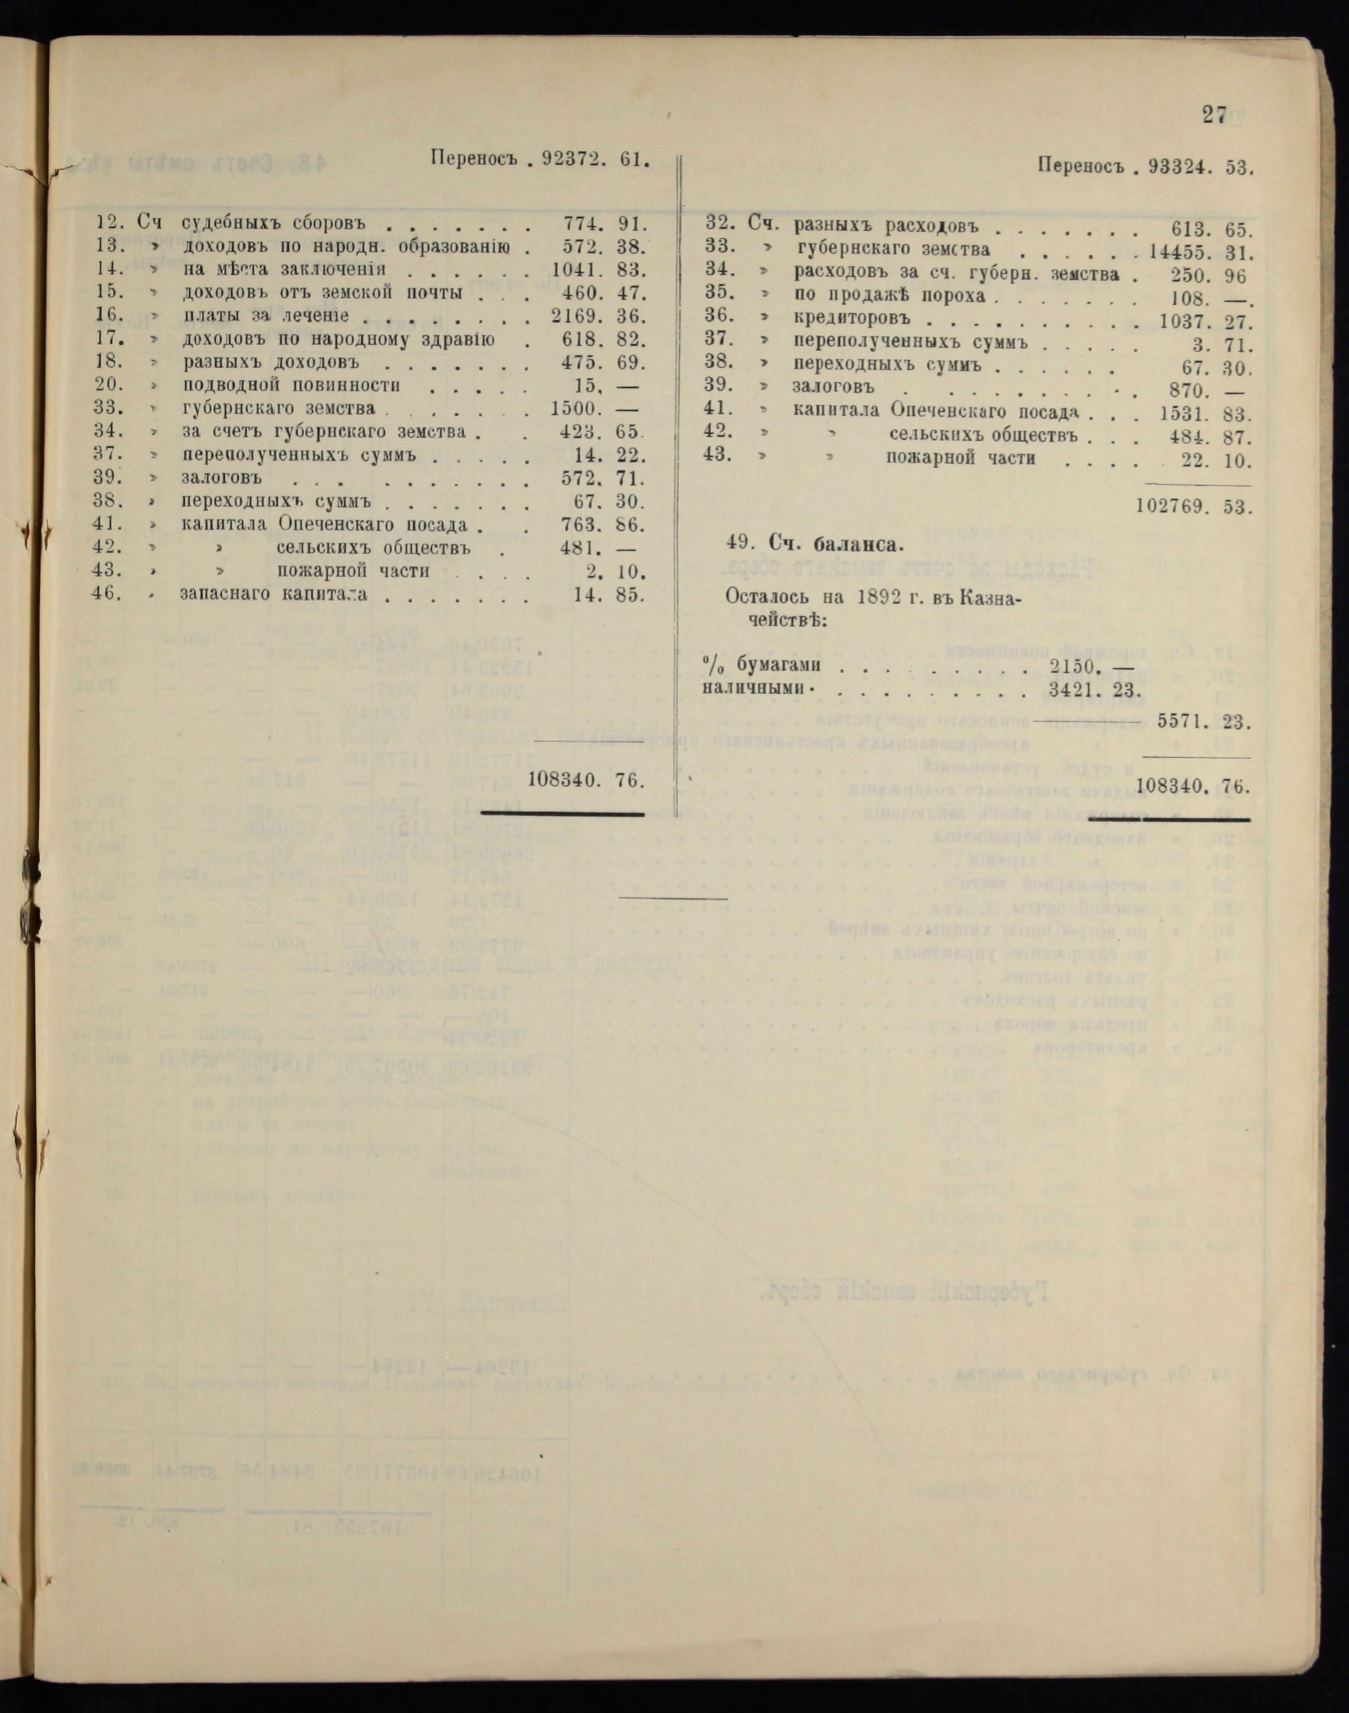 27
Переносъ . 92372. 61.
12. Сч судебныхъ сборовъ . . . . . . . 774. 91.
13. » доходовъ по народн. образованію . 572. 38.
14. » на мѣста заключенія . . . . . . 1041. 83.
15. » доходовъ отъ земской почты . . . 460. 47.
16. » платы за леченіе . . . . . . . . 2169. 36.
17. » доходовъ по народному здравію . 618. 82.
18. » разныхъ доходовъ . . . . . . . 475. 69.
20. » подводной повинности . . . . . 15. —
33. » губернскаго земства . . . . . . . 1500. —
34. » за счетъ губернскаго земства . . 423. 65.
37. » переполученныхъ суммъ . . . . . 14. 22.
39. » залоговъ . . . . . . . . . . 572. 71.
38. » переходныхъ суммъ . . . . . . . 67. 30.
41. » капитала Опеченскаго посада . . 763. 86.
42. » » сельскихъ обществъ . 481. —
43. » » пожарной части . . . . 2. 10.
46. » запаснаго капитала . . . . . . . 14. 85.
108340. 76.
Переносъ . 93324. 53.
32. Сч. разныхъ расходовъ . . . . . . . 613. 65.
33. » губернскаго земства . . . . . . 14455. 31.
34. » расходовъ за сч. губерн. земства . 250. 96
35. » по продажѣ пороха . . . . . . . 108. —.
36. » кредиторовъ . . . . . . . . . . 1037. 27.
37. » переполученныхъ суммъ . . . . . 3. 71.
38. » переходныхъ суммъ . . . . . . 67. 30.
39. » залоговъ . . . . . . . . . 870. —
41. » капитала Опеченскаго посада . . . 1531. 83.
42. » » сельскихъ обществъ . . . 484. 87.
43. » » пожарной части . . . . 22. 10.
102769. 53.
49. Сч. баланса.
Осталось на 1892 г. въ Казна-
чействѣ:
% бумагами . . . . . . . . . 2150. —
наличными . . . . . . . . . . 3421. 23.
5571. 23.
108340. 76.